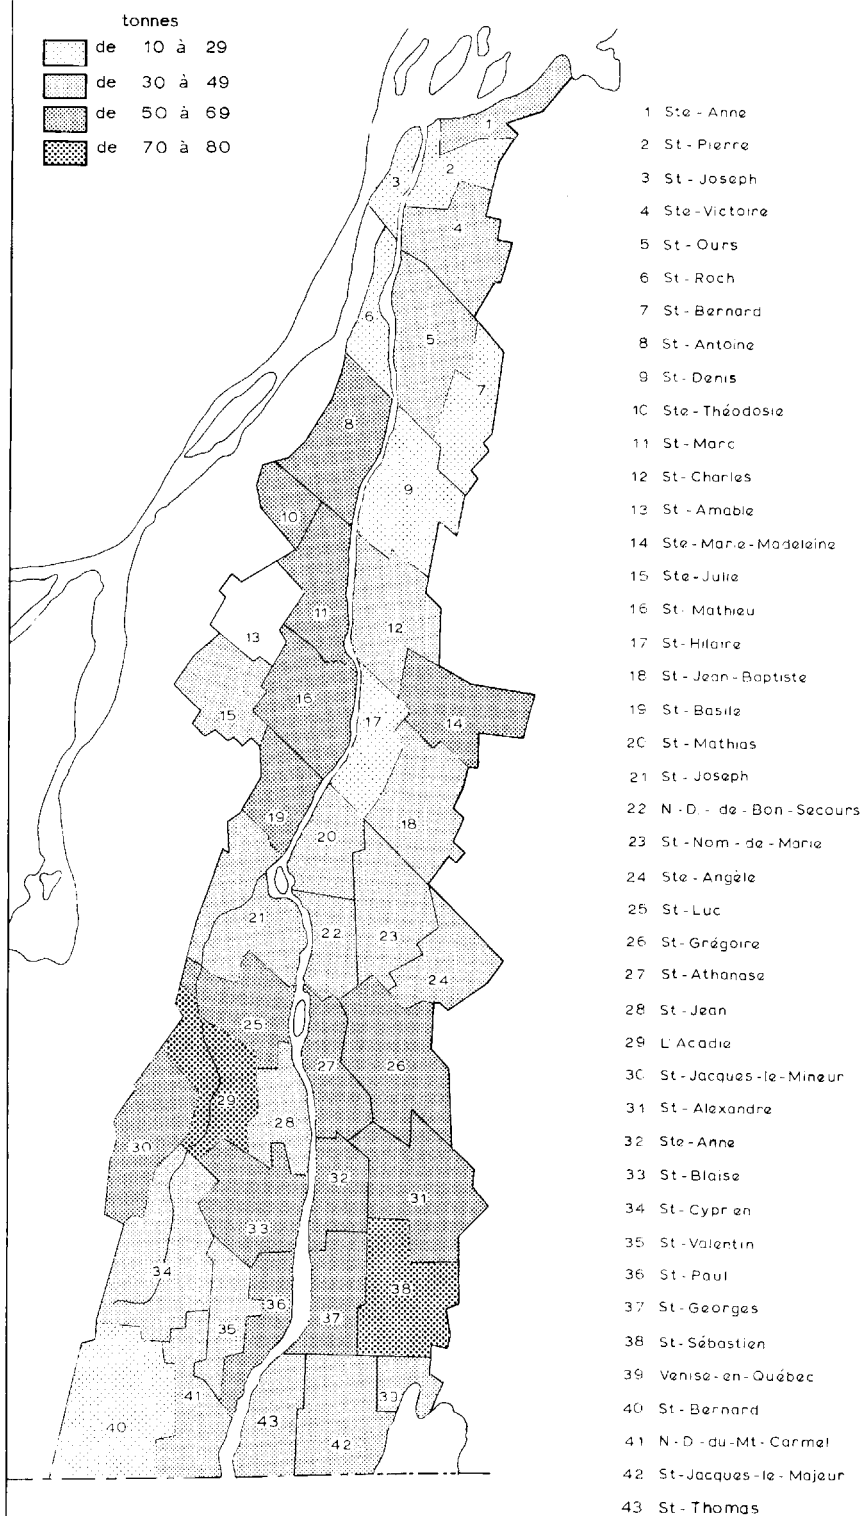 tonnes
de 10 à 29
de 30 à 49
de 50 à 69
de 70 à 80
1 Ste-Anne
2 St-Pierre
3 St-Joseph
4 Ste-Victoire
5 St-Ours
6 St-Roch
7 St-Bernard
8 St-Antoine
9 St-Denis
10 Ste-Théodosie
11 St-Marc
12 St-Charles
13 St-Amable
14 Ste-Marie-Madeleine
15 Ste-Julie
16 St-Mathieu
17 St-Hilaire
18 St-Jean-Baptiste
19 St-Basile
20 St-Mathias
21 St-Joseph
22 N.-D.-de-Bon-Secours
23 St-Nom-de-Marie
24 Ste-Angèle
25 St-Luc
26 St-Grégoire
27 St-Athanase
28 St-Jean
29 L'Acadie
30 St-Jacques-le-Mineur
31 St-Alexandre
32 Ste-Anne
33 St-Blaise
34 St-Cyprien
35 St-Valentin
36 St-Paul
37 St-Georges
38 St-Sébastien
39 Venise-en-Québec
40 St-Bernard
41 N-D-du-Mt-Carmel
42 St-Jacques-le-Majeur
43 St-Thomas
1
2
3
4
5
6
7
8
9
10
11
12
13
15
16
17
14
19
20
18
21
22
23
24
25
27
26
29
28
30
32
31
33
34
38
36
37
35
41
39
40
43
42